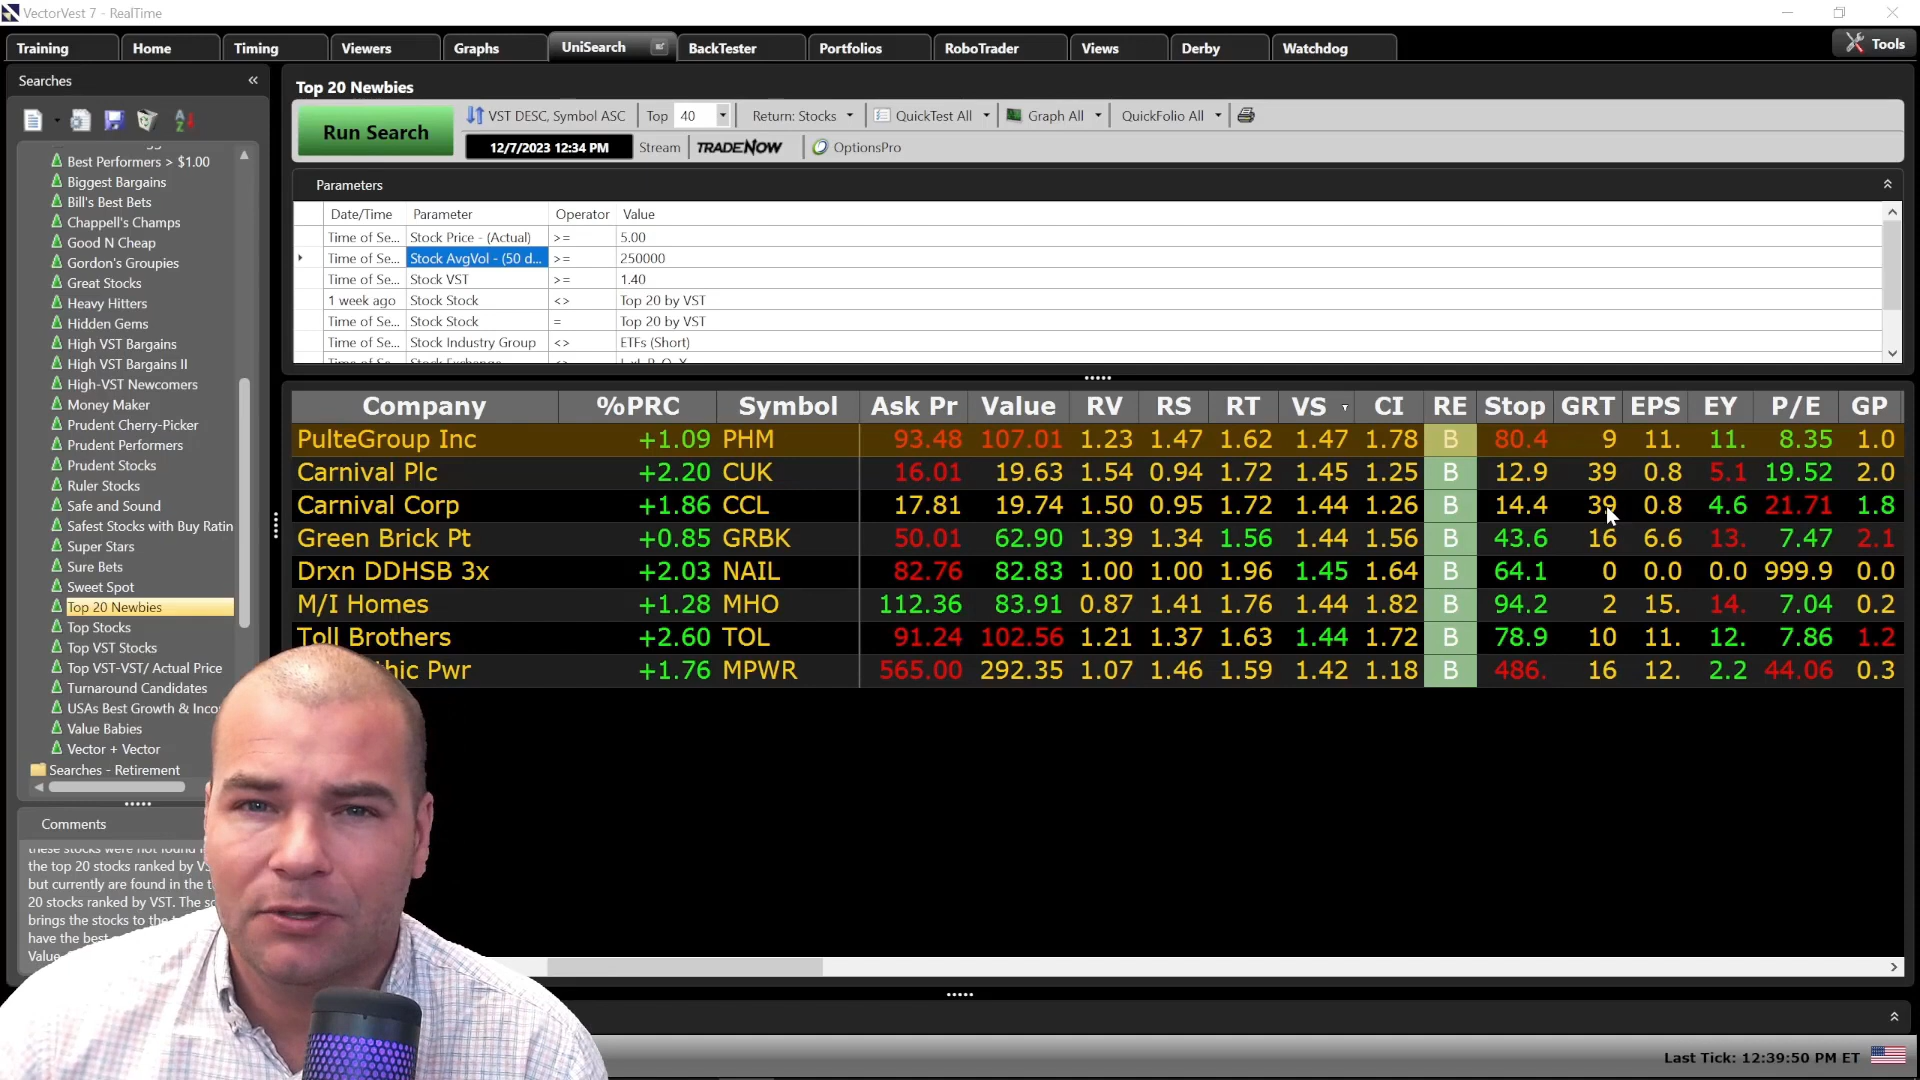 VectorVest 7 - RealTime
Training Home Timing Viewers Graphs UniSearch BackTester Portfolios RoboTrader Views Derby Watchdog Tools
Searches
Best Performers > $1.00
Biggest Bargains
Bill's Best Bets
Chappell's Champs
Good N Cheap
Gordon's Groupies
Great Stocks
Heavy Hitters
Hidden Gems
High VST Bargains
High VST Bargains II
High-VST Newcomers
Money Maker
Prudent Cherry-Picker
Prudent Performers
Prudent Stocks
Ruler Stocks
Safe and Sound
Safest Stocks with Buy Ratin
Super Stars
Sure Bets
Sweet Spot
Top 20 Newbies
Top Stocks
Top VST Stocks
Top VST-VST/ Actual Price
Turnaround Candidates
USAs Best Growth & Inco
Value Babies
Vector + Vector
Searches - Retirement
Comments
these stocks were not found
the top 20 stocks ranked by VS
but currently are found in the t
20 stocks ranked by VST. The so
brings the stocks to the
have the best
Value
Top 20 Newbies
Run Search
VST DESC, Symbol ASC Top 40 Return: Stocks QuickTest All Graph All QuickFolio All
12/7/2023 12:34 PM Stream TRADENOW OptionsPro
Parameters
Date/Time Parameter Operator Value
Time of Se... Stock Price - (Actual) >= 5.00
Time of Se... Stock AvgVol - (50 d... >= 250000
Time of Se... Stock VST >= 1.40
1 week ago Stock Stock <> Top 20 by VST
Time of Se... Stock Stock = Top 20 by VST
Time of Se... Stock Industry Group <> ETFs (Short)
Time of Se... Stock Exchange
Company %PRC Symbol Ask Pr Value RV RS RT VS CI RE Stop GRT EPS EY P/E GP
PulteGroup Inc +1.09 PHM 93.48 107.01 1.23 1.47 1.62 1.47 1.78 B 80.4 9 11. 11. 8.35 1.0
Carnival Plc +2.20 CUK 16.01 19.63 1.54 0.94 1.72 1.45 1.25 B 12.9 39 0.8 5.1 19.52 2.0
Carnival Corp +1.86 CCL 17.81 19.74 1.50 0.95 1.72 1.44 1.26 B 14.4 39 0.8 4.6 21.71 1.8
Green Brick Pt +0.85 GRBK 50.01 62.90 1.39 1.34 1.56 1.44 1.56 B 43.6 16 6.6 13. 7.47 2.1
Drxn DDHSB 3x +2.03 NAIL 82.76 82.83 1.00 1.00 1.96 1.45 1.64 B 64.1 0 0.0 0.0 999.9 0.0
M/I Homes +1.28 MHO 112.36 83.91 0.87 1.41 1.76 1.44 1.82 B 94.2 2 15. 14. 7.04 0.2
Toll Brothers +2.60 TOL 91.24 102.56 1.21 1.37 1.63 1.44 1.72 B 78.9 10 11. 12. 7.86 1.2
hic Pwr +1.76 MPWR 565.00 292.35 1.07 1.46 1.59 1.42 1.18 B 486. 16 12. 2.2 44.06 0.3
Last Tick: 12:39:50 PM ET